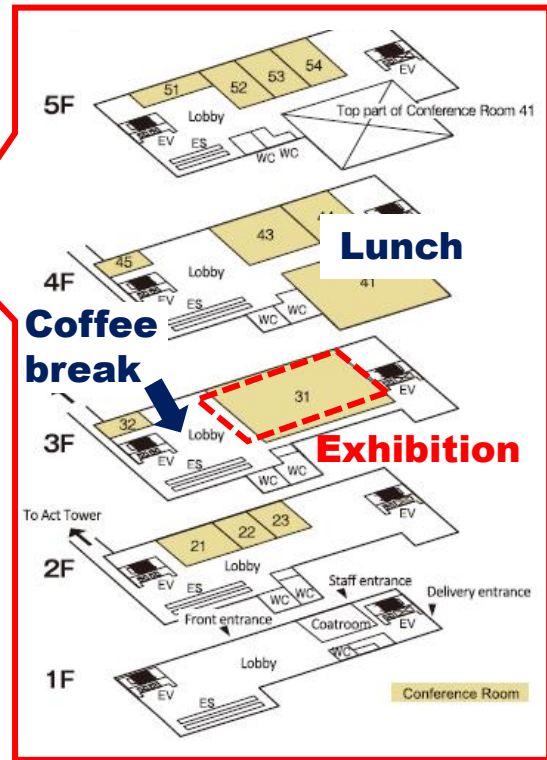 5F
51
52
53
54
EV
Lobby
Top part of Conference Room 41
EV
ES
WC WC
4F
45
43
Lunch
Lobby
41
EV
ES
WC
WC
Coffee
break
3F
32
31
EV
Lobby
Exhibition
EV
ES
WC
WC
To Act Tower
2F
21
22
23
EV
Lobby
EV
ES
WC
WC
Staff entrance
Delivery entrance
Front entrance
Coatroom
EV
WC
1F
Lobby
EV
ES
Conference Room